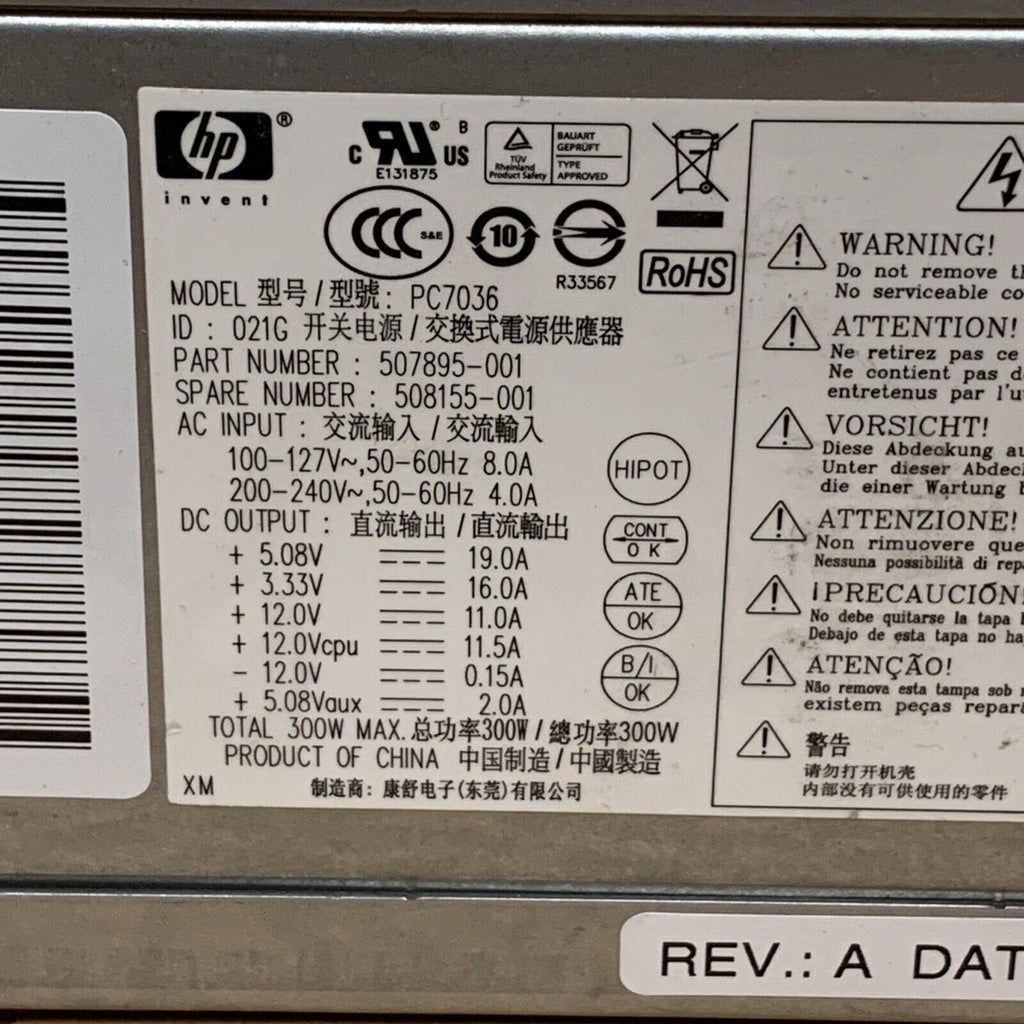 hp ®
invent
c RU ® US B
E131875
TÜV
Rheinland
Product Safety
BAUART
GEPRÜFT
TYPE
APPROVED
CCC S&E
10
R33567
RoHS
MODEL 型号 / 型號 : PC7036
ID : 021G 开关电源 / 交換式電源供應器
PART NUMBER : 507895-001
SPARE NUMBER : 508155-001
AC INPUT : 交流输入 / 交流輸入
100-127V~,50-60Hz 8.0A
200-240V~,50-60Hz 4.0A
DC OUTPUT : 直流输出 / 直流輸出
+ 5.08V 19.0A
+ 3.33V 16.0A
+ 12.0V 11.0A
+ 12.0Vcpu 11.5A
- 12.0V 0.15A
+ 5.08Vaux 2.0A
TOTAL 300W MAX. 总功率300W / 總功率300W
PRODUCT OF CHINA 中国制造 / 中國製造
XM 制造商: 康舒电子(东莞)有限公司
HIPOT
CONT
O K
ATE
OK
B/I
OK
WARNING!
Do not remove
No serviceable
ATTENTION!
Ne retirez pas ce
Ne contient pas
entretenus par
VORSICHT!
Diese Abdeckung
Unter dieser
die einer Wartung
ATTENZIONE!
Non rimuovere
Nessuna possibilità di
¡PRECAUCIÓN!
No debe quitarse la tapa
Debajo de esta tapa no
ATENÇÃO!
Não remova esta tampa sob
existem peças
警告
请勿打开机壳
内部没有可供使用的零件
REV.: A DAT